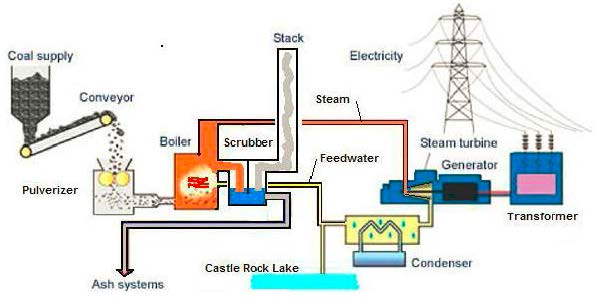 Stack
Coal supply
Electricity
Conveyor
Steam
Boiler
Scrubber
Steam turbine
Feedwater
Generator
Pulverizer
Transformer
Castle Rock Lake
Condenser
Ash systems